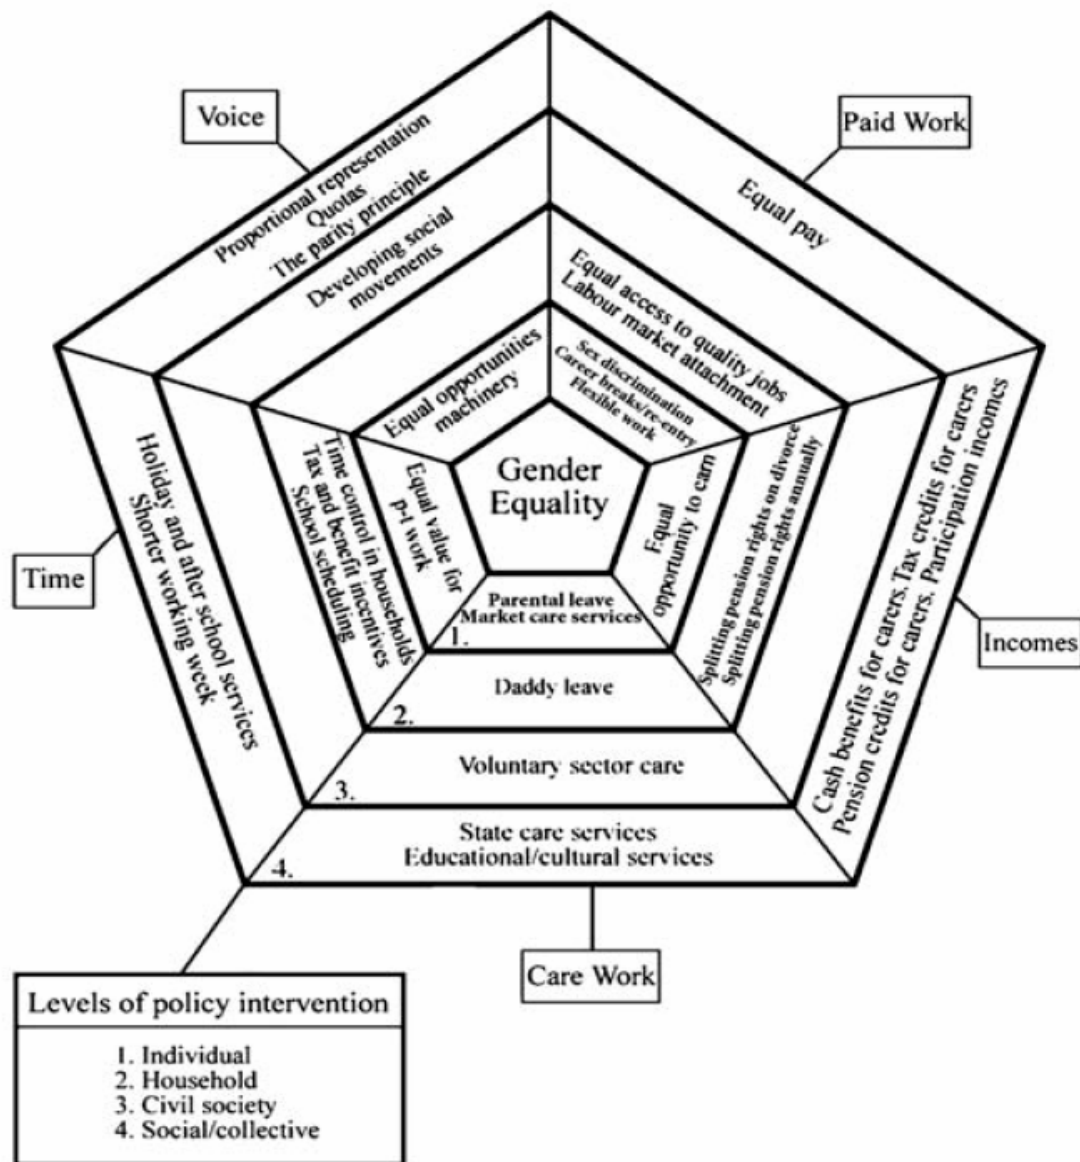 Voice
Paid Work
Proportional representation
Quotas
The parity principle
Developing social
movements
Equal opportunities
machinery
Equal pay
Equal access to quality jobs
Labour market attachment
Sex discrimination
Career breaks/re-entry
Flexible work
Gender
Equality
Time
Holiday and after school services
Shorter working week
Time control in households
Tax and benefit incentives
School scheduling
Equal value for
p-t work
Equal
opportunity to earn
Splitting pension rights on divorce
Splitting pension rights annually
Cash benefits for carers. Tax credits for carers
Pension credits for carers. Participation incomes
Incomes
Parental leave
Market care services
1.
Daddy leave
2.
Voluntary sector care
3.
State care services
Educational/cultural services
4.
Care Work
Levels of policy intervention
1. Individual
2. Household
3. Civil society
4. Social/collective